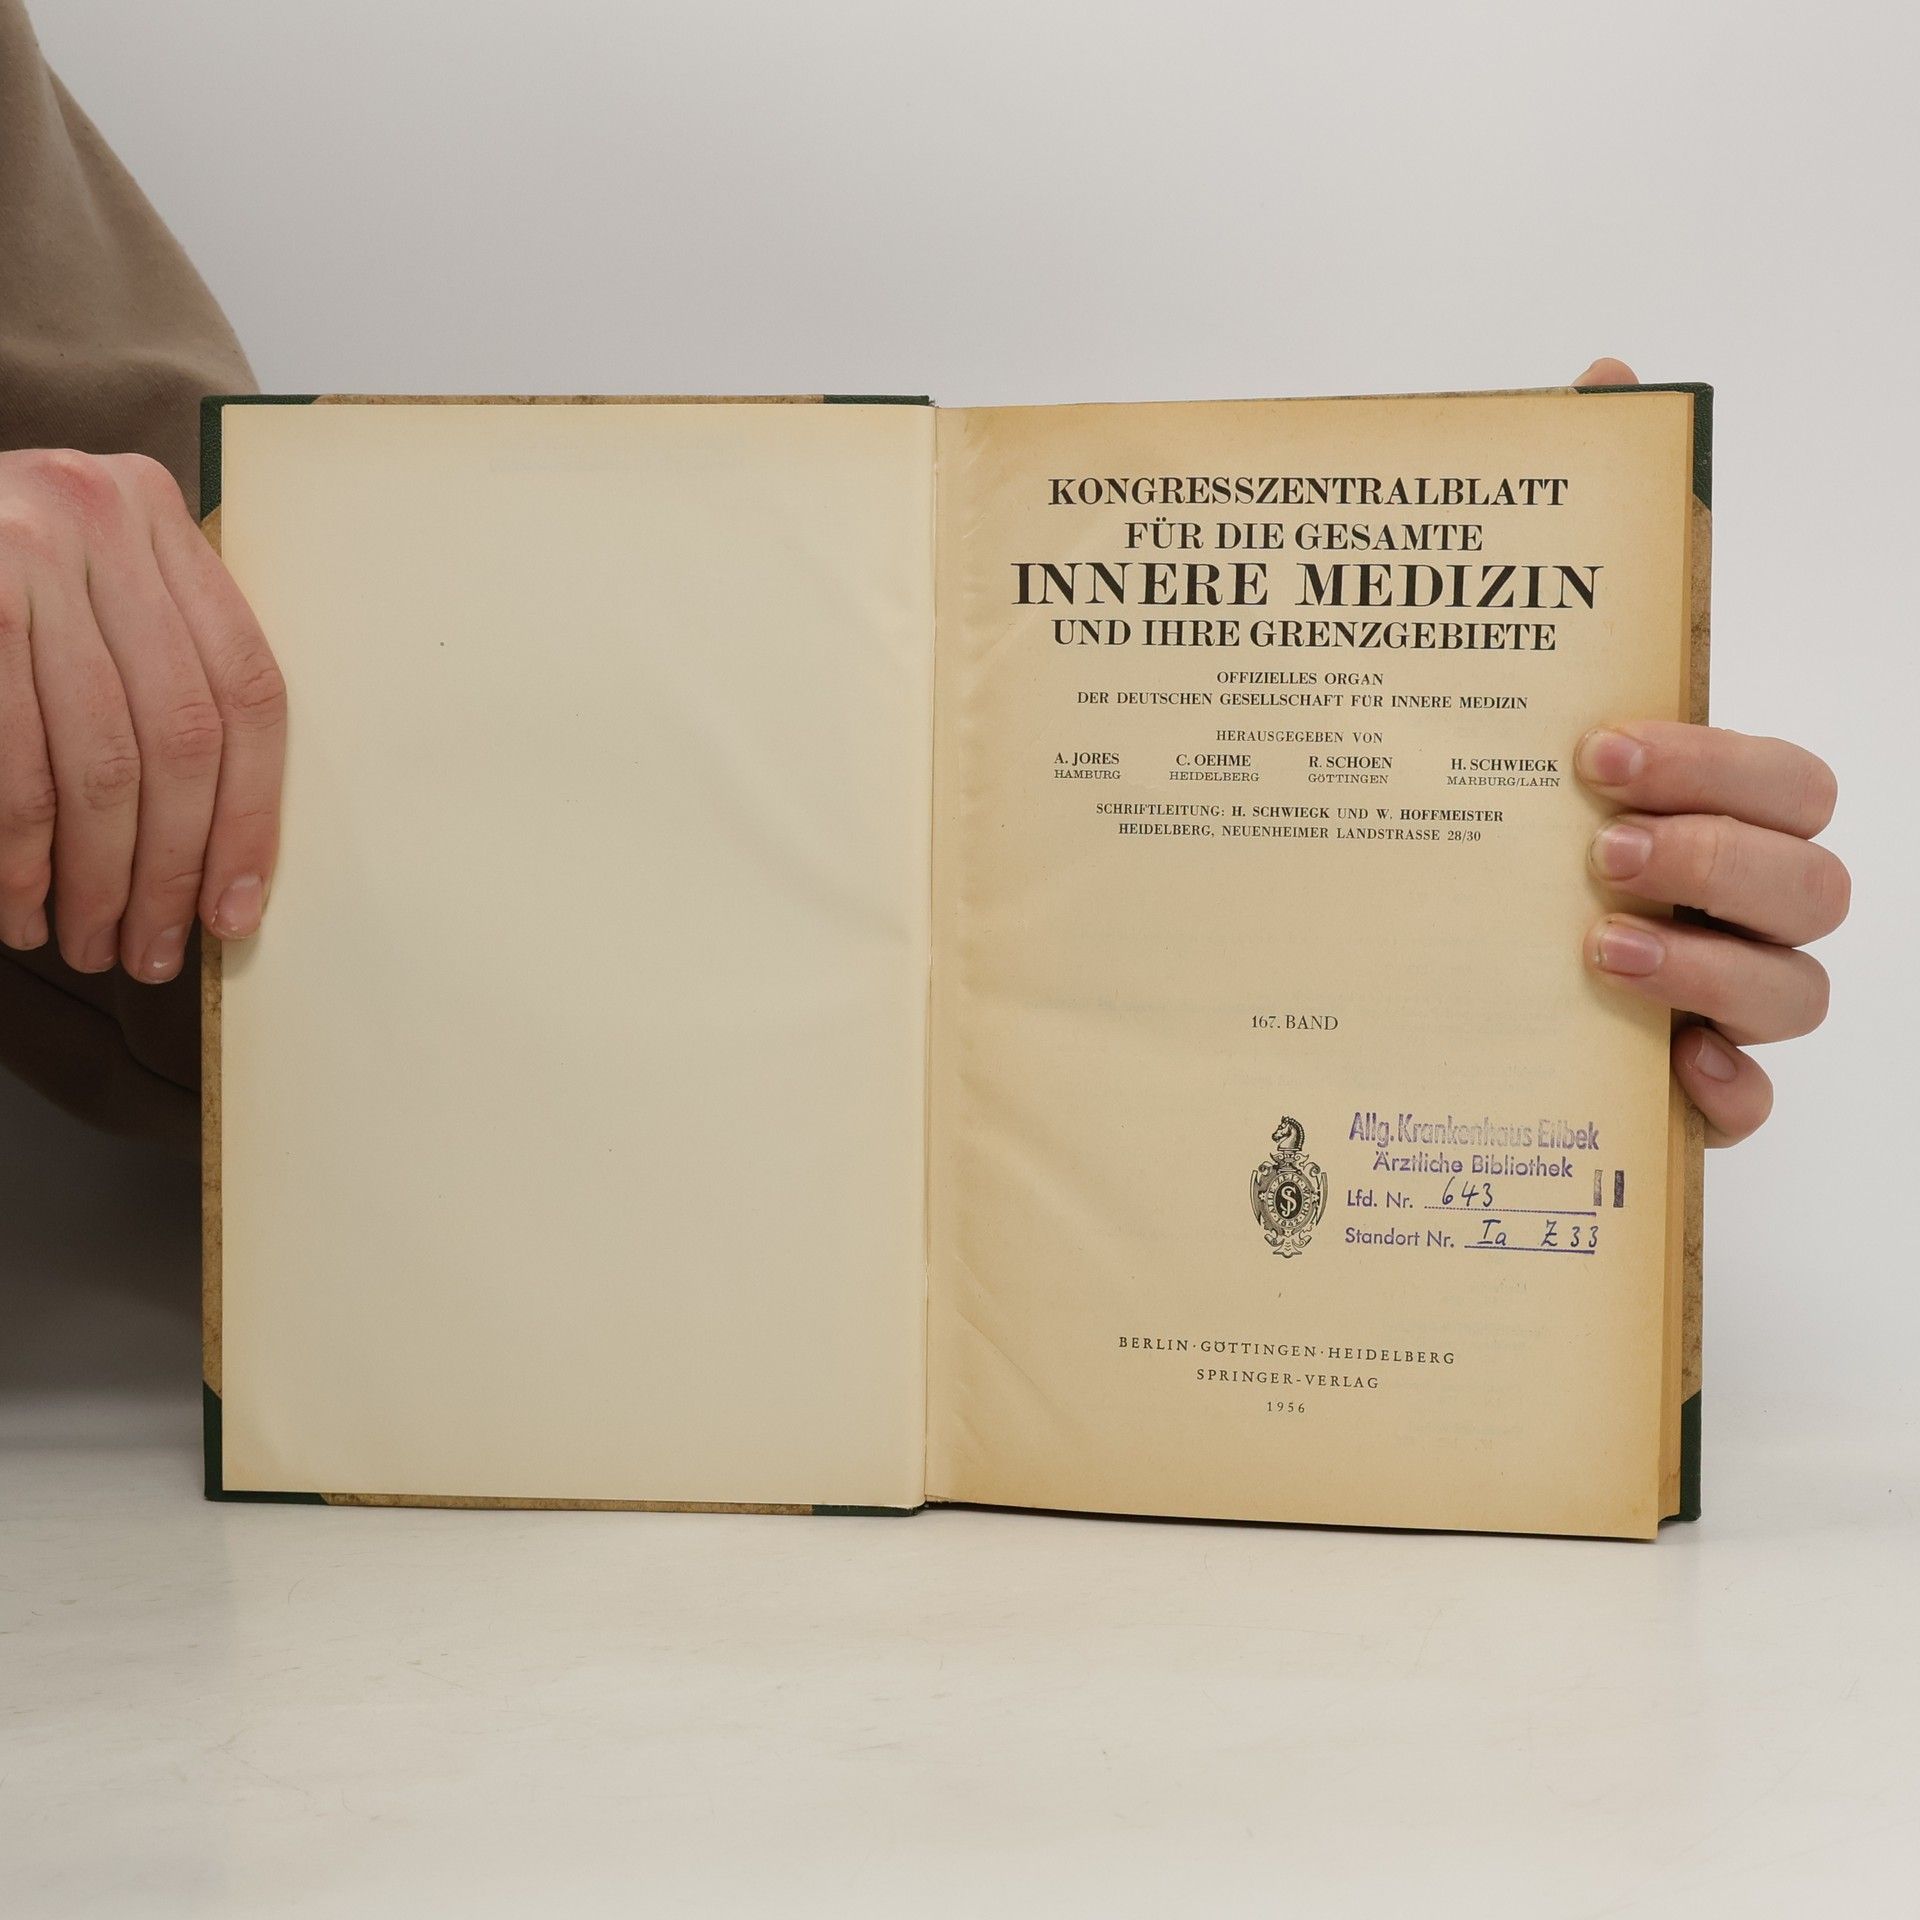 KONGRESSZENTRALBLATT
FÜR DIE GESAMTE
INNERE MEDIZIN
UND IHRE GRENZGEBIETE
OFFIZIELLES ORGAN
DER DEUTSCHEN GESELLSCHAFT FÜR INNERE MEDIZIN
HERAUSGEGEBEN VON
A. JORES C. OEHME R. SCHOEN H. SCHWIEGK
HAMBURG HEIDELBERG GÖTTINGEN MARBURG/LAHN
SCHRIFTLEITUNG: H. SCHWIEGK UND W. HOFFMEISTER
HEIDELBERG, NEUENHEIMER LANDSTRASSE 28/30
167. BAND
Allg. Krankenhaus Eilbek
Ärztliche Bibliothek
Lfd. Nr. 643
Standort Nr. Ia Z 33
BERLIN · GÖTTINGEN · HEIDELBERG
SPRINGER-VERLAG
1956